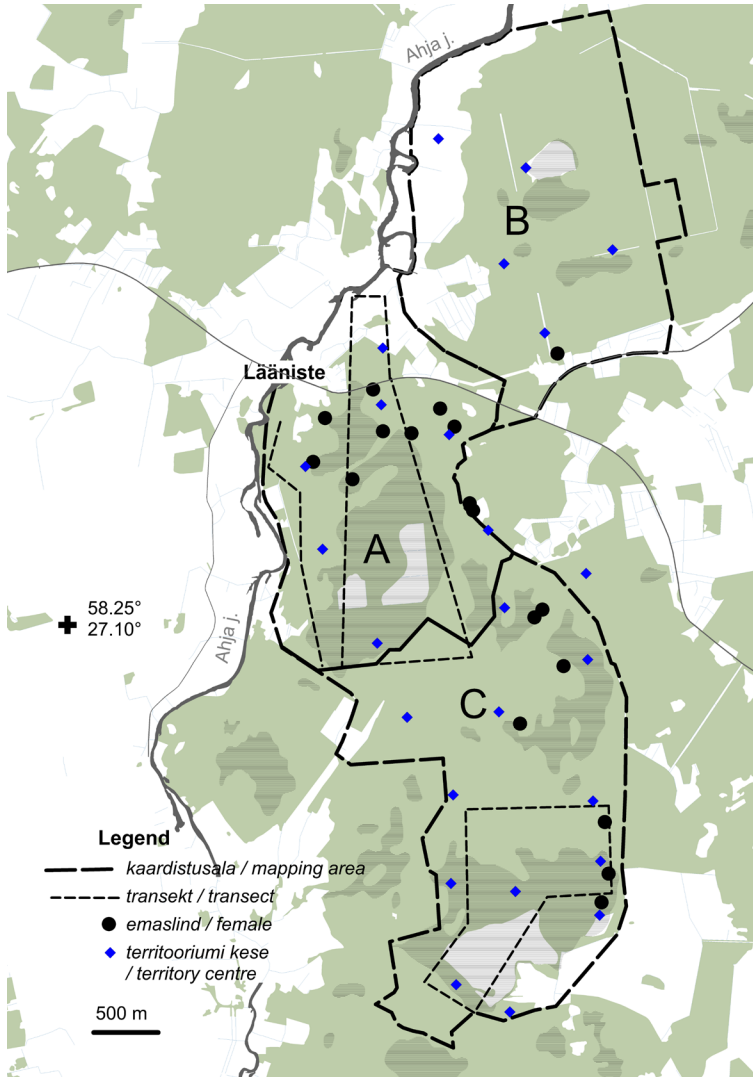 Ahja j.
B
Lääniste
A
58.25°
27.10°
Ahja j.
C
Legend
kaardistusala / mapping area
transekt / transect
emaslind / female
territooriumi kese
/ territory centre
500 m